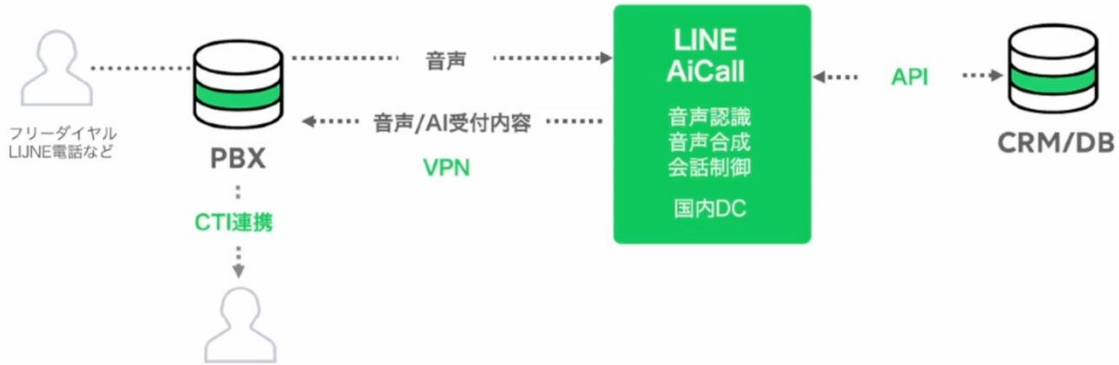 フリーダイヤル
LIJNE電話など
PBX
CTI連携
音声
音声/AI受付内容
VPN
LINE
AiCall
音声認識
音声合成
会話制御
国内DC
API
CRM/DB